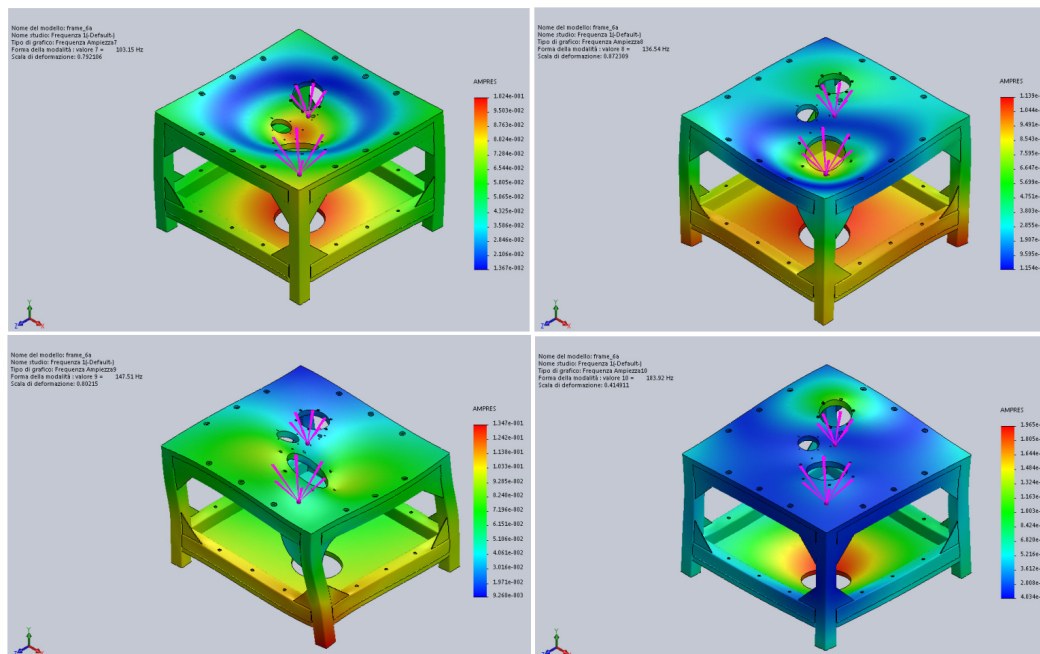 Nome del modello: frame_6a
Nome studio: Frequenza 1(-Default-)
Tipo di grafico: Frequenza Ampiezza7
Forma della modalità : valore 7 = 103.15 Hz
Scala di deformazione: 0.792106
AMPRES
1.024e-001
9.503e-002
8.763e-002
8.024e-002
7.284e-002
6.544e-002
5.805e-002
5.065e-002
4.325e-002
3.586e-002
2.846e-002
2.106e-002
1.367e-002
Y
Z
X
Nome del modello: frame_6a
Nome studio: Frequenza 1(-Default-)
Tipo di grafico: Frequenza Ampiezza8
Forma della modalità : valore 8 = 136.54 Hz
Scala di deformazione: 0.872309
AMPRES
1.139e-
1.044e-
9.491e-
8.543e-
7.595e-
6.647e-
5.699e-
4.751e-
3.803e-
2.855e-
1.907e-
9.595e-
1.154e-
Y
Z
X
Nome del modello: frame_6a
Nome studio: Frequenza 1(-Default-)
Tipo di grafico: Frequenza Ampiezza9
Forma della modalità : valore 9 = 147.51 Hz
Scala di deformazione: 0.80215
AMPRES
1.347e-001
1.242e-001
1.138e-001
1.033e-001
9.285e-002
8.240e-002
7.196e-002
6.151e-002
5.106e-002
4.061e-002
3.016e-002
1.971e-002
9.260e-003
Y
Z
X
Nome del modello: frame_6a
Nome studio: Frequenza 1(-Default-)
Tipo di grafico: Frequenza Ampiezza10
Forma della modalità : valore 10 = 183.92 Hz
Scala di deformazione: 0.414911
AMPRES
1.965e-
1.805e-
1.644e-
1.484e-
1.324e-
1.163e-
1.003e-
8.424e-
6.820e-
5.216e-
3.612e-
2.008e-
4.034e-
Y
Z
X